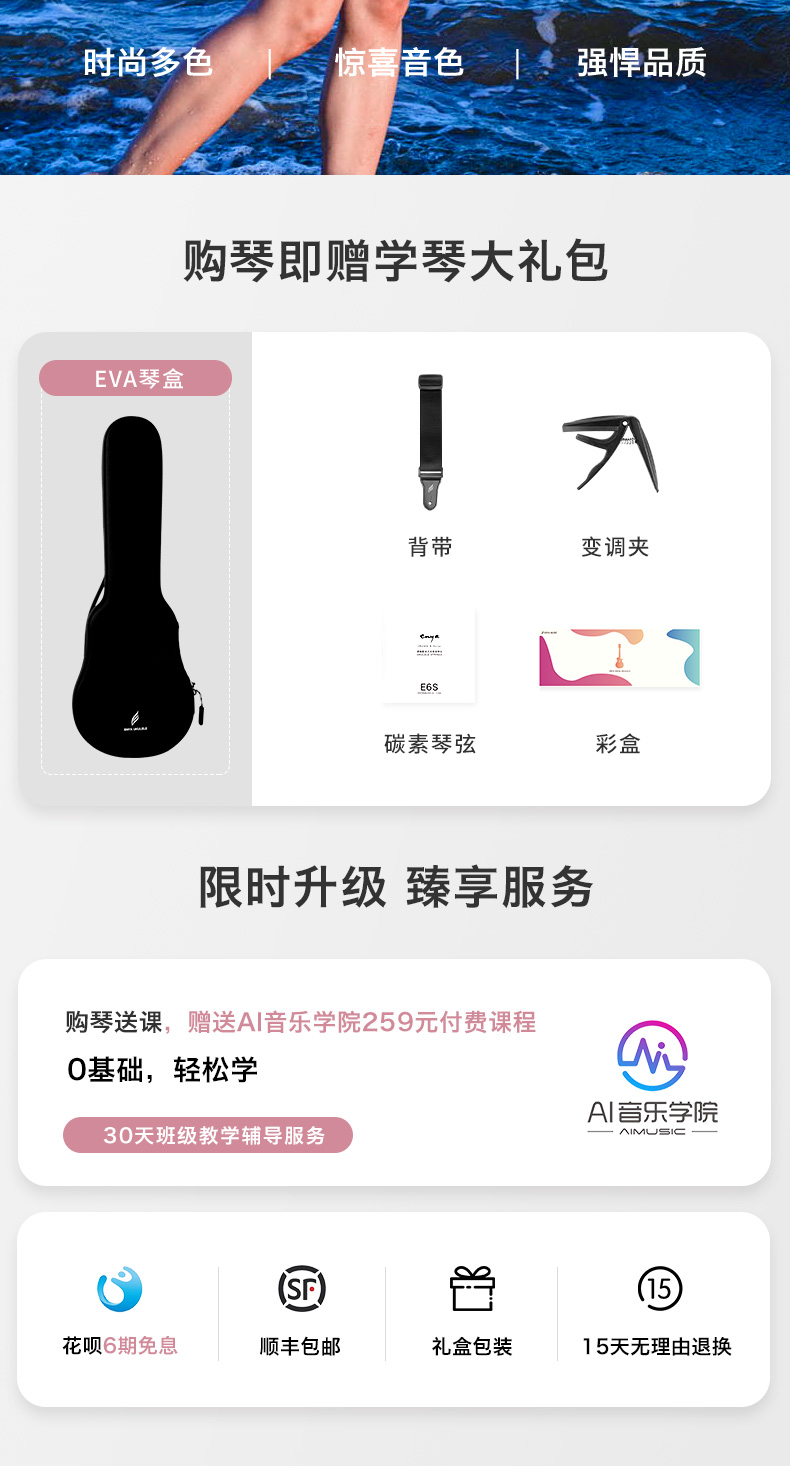 时尚多色 | 惊喜音色 | 强悍品质
购琴即赠学琴大礼包
EVA琴盒
背带
变调夹
enya
E6S
碳素琴弦
彩盒
限时升级 臻享服务
购琴送课，赠送AI音乐学院259元付费课程
0基础，轻松学
30天班级教学辅导服务
AI音乐学院
AIMUSIC
花呗6期免息
SF
顺丰包邮
礼盒包装
15
15天无理由退换